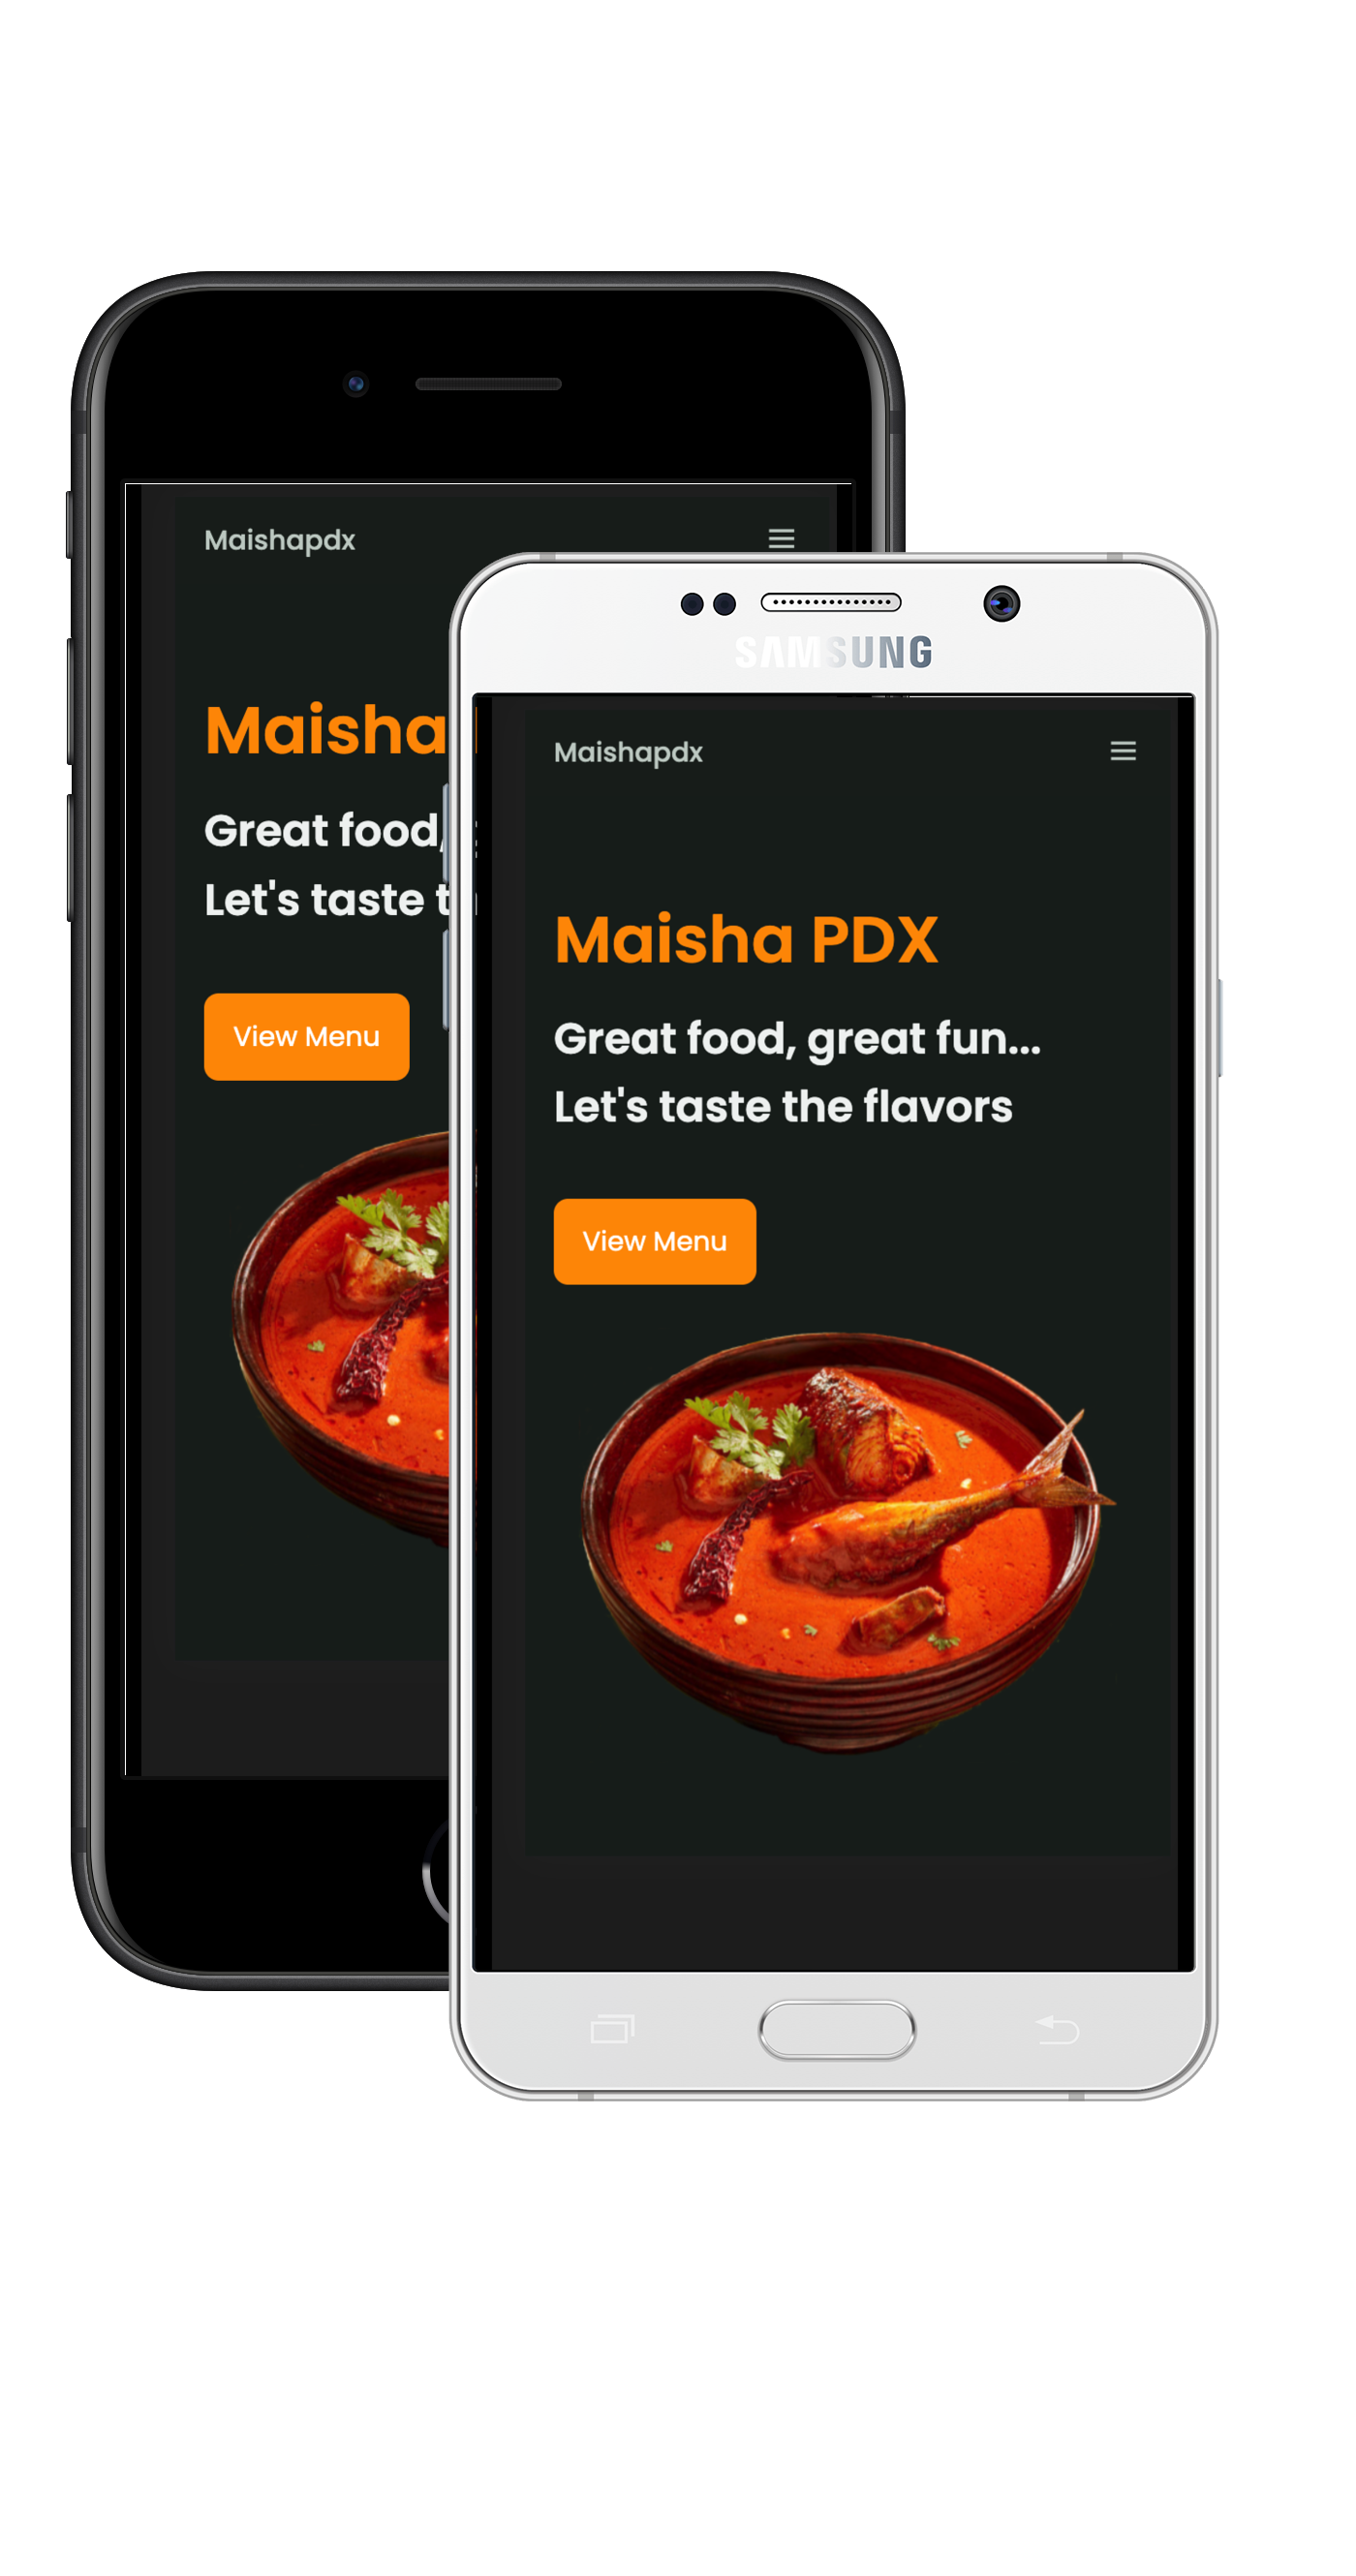 Maishapdx
Maisha
Great food,
Let's taste t
View Menu
SAMSUNG
Maishapdx
Maisha PDX
Great food, great fun...
Let's taste the flavors
View Menu